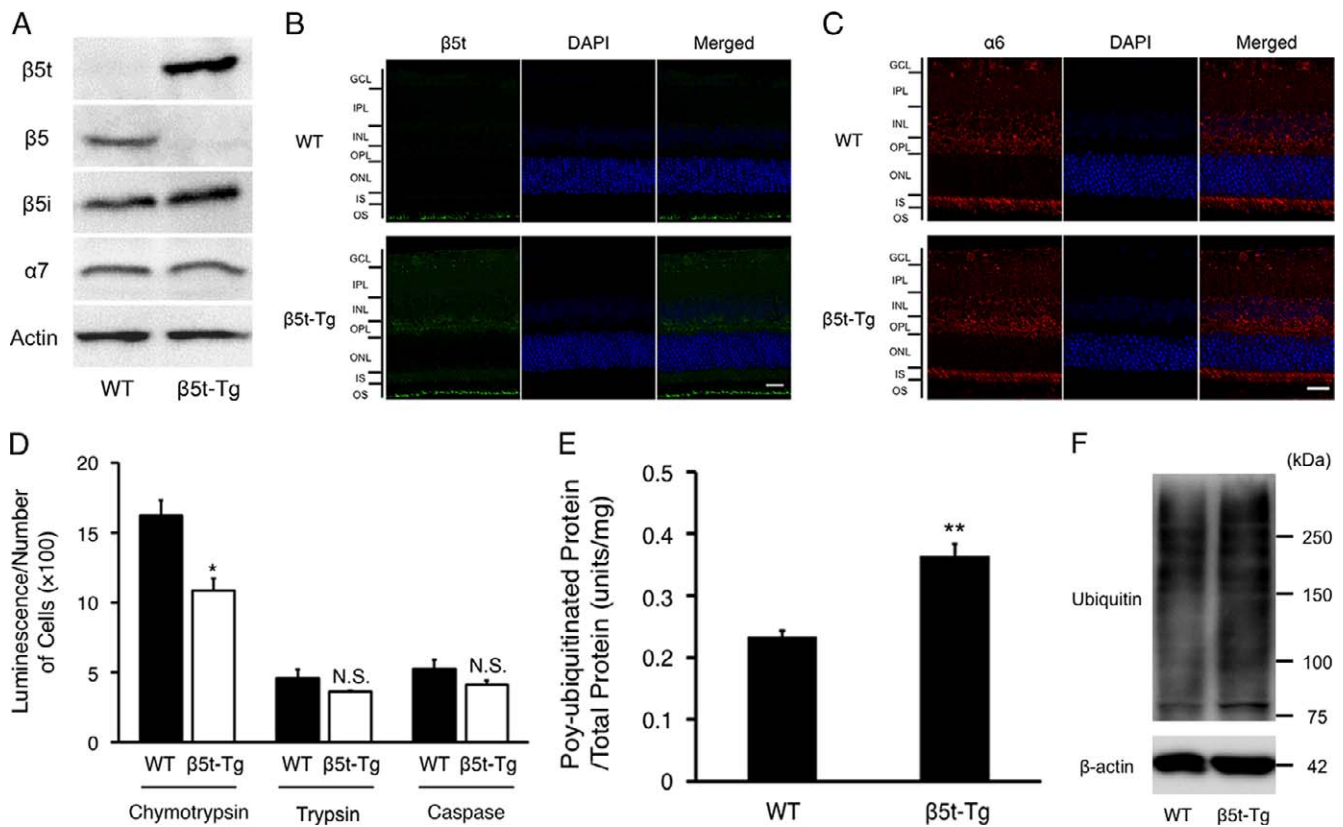 A
β5t
β5
β5i
α7
Actin
WT β5t-Tg
B
β5t DAPI Merged
WT
GCL
IPL
INL
OPL
ONL
IS
OS
β5t-Tg
GCL
IPL
INL
OPL
ONL
IS
OS
C
α6 DAPI Merged
WT
GCL
IPL
INL
OPL
ONL
IS
OS
β5t-Tg
GCL
IPL
INL
OPL
ONL
IS
OS
D
Luminescence/Number
of Cells (×100)
20
15
10
5
0
*
N.S.
N.S.
WT β5t-Tg WT β5t-Tg WT β5t-Tg
Chymotrypsin Trypsin Caspase
E
Poy-ubiquitinated Protein
/Total Protein (units/mg)
0.5
0.4
0.3
0.2
0.1
0
**
WT β5t-Tg
F
(kDa)
250
150
Ubiquitin
100
75
β-actin 42
WT β5t-Tg